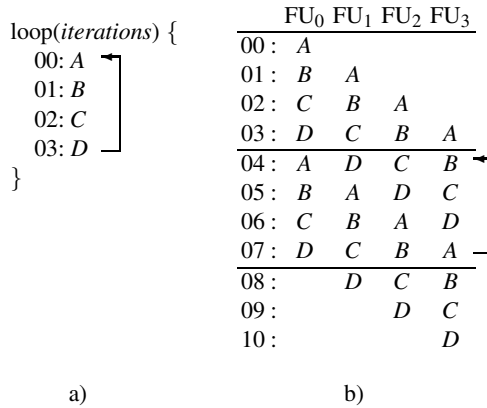 loop(iterations) {
00: A
01: B
02: C
03: D
}
a)
FU0 FU1 FU2 FU3
00 : A
01 : B A
02 : C B A
03 : D C B A
04 : A D C B
05 : B A D C
06 : C B A D
07 : D C B A
08 : D C B
09 : D C
10 : D
b)